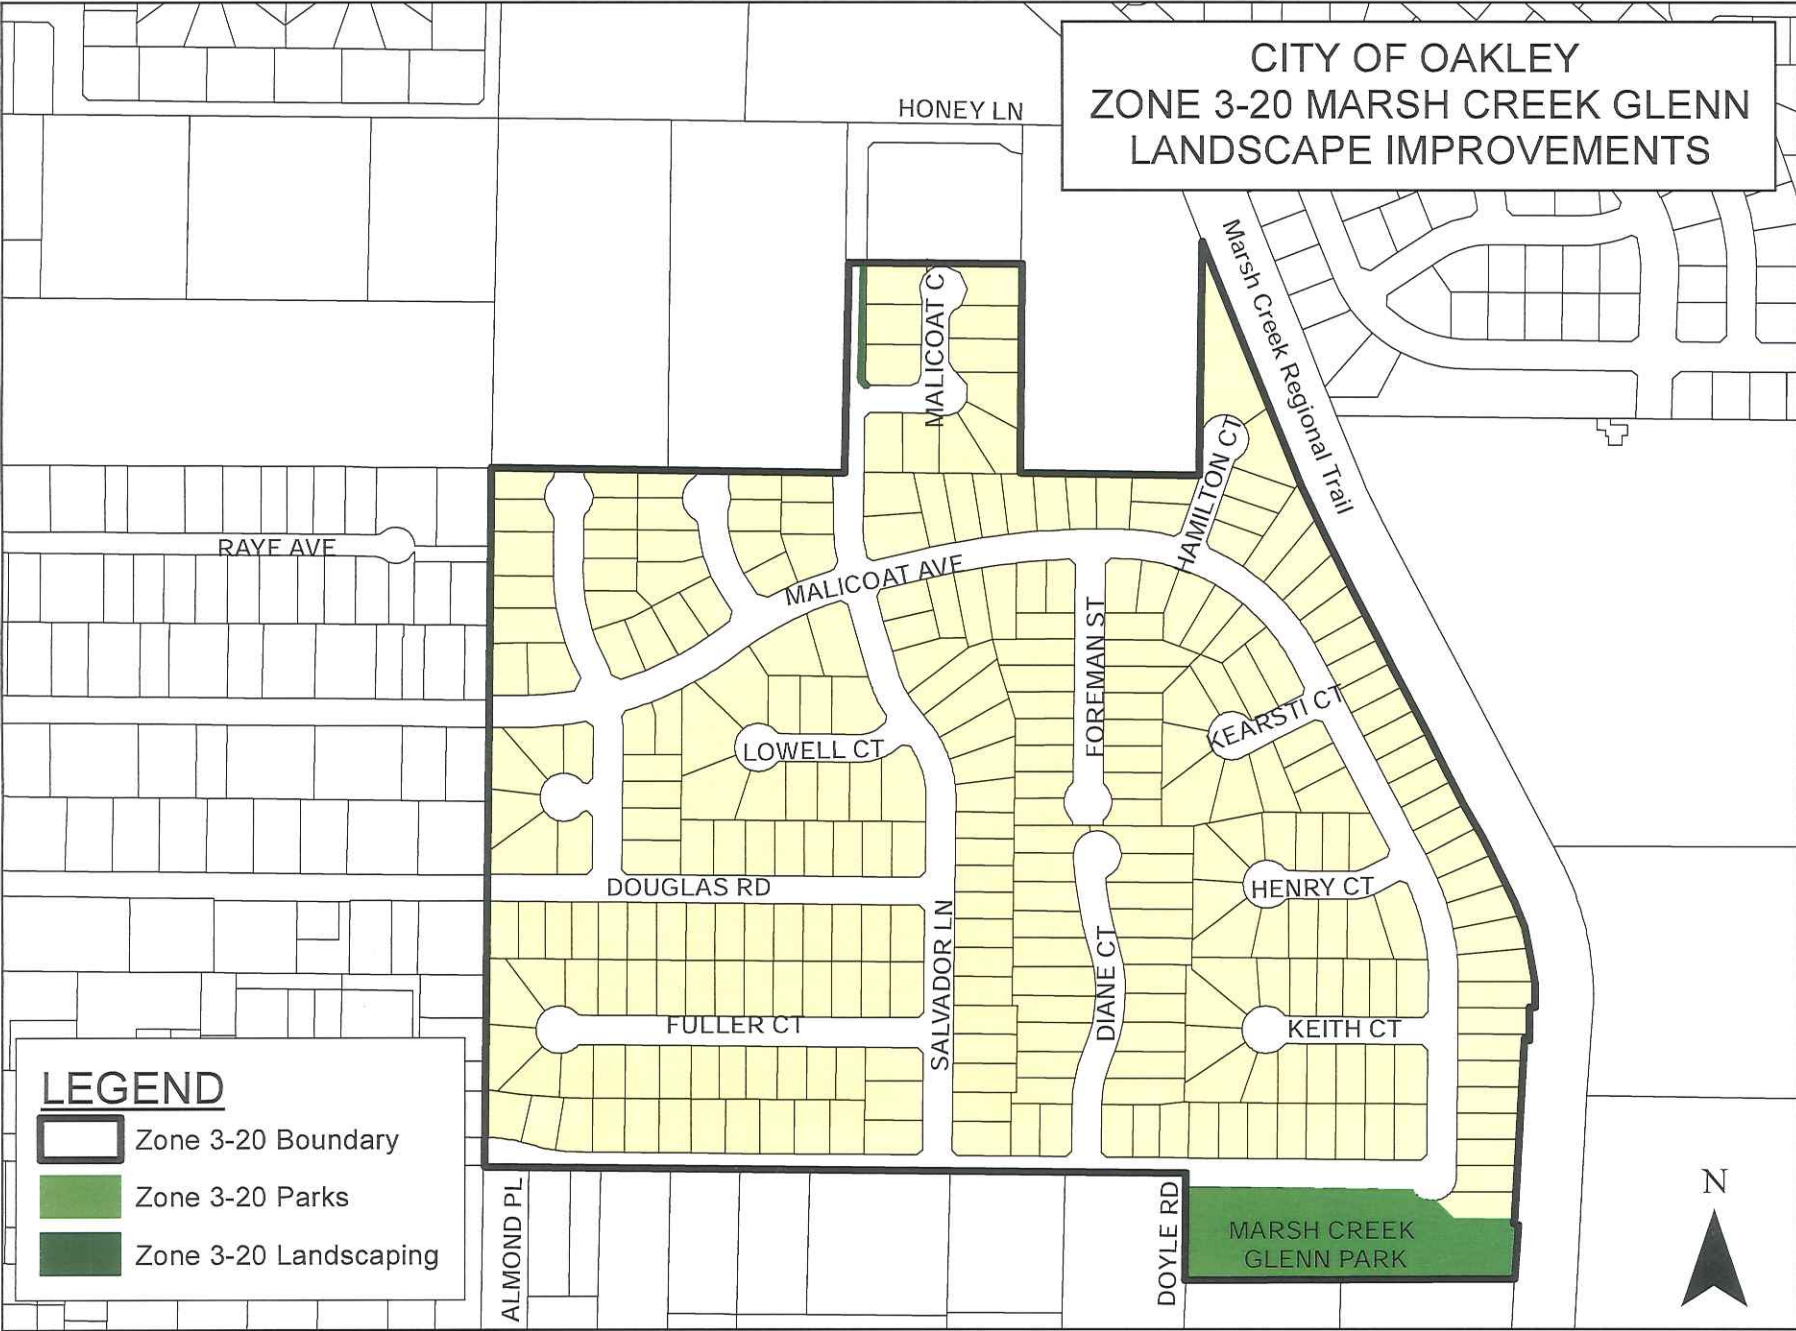 CITY OF OAKLEY
ZONE 3-20 MARSH CREEK GLENN
LANDSCAPE IMPROVEMENTS
HONEY LN
Marsh Creek Regional Trail
MALICOAT C
HAMILTON CT
RAYE AVE
MALICOAT AVE
FOREMAN ST
KEARSTI CT
LOWELL CT
DOUGLAS RD
HENRY CT
SALVADOR LN
DIANE CT
FULLER CT
KEITH CT
LEGEND
Zone 3-20 Boundary
Zone 3-20 Parks
Zone 3-20 Landscaping
ALMOND PL
DOYLE RD
MARSH CREEK
GLENN PARK
N